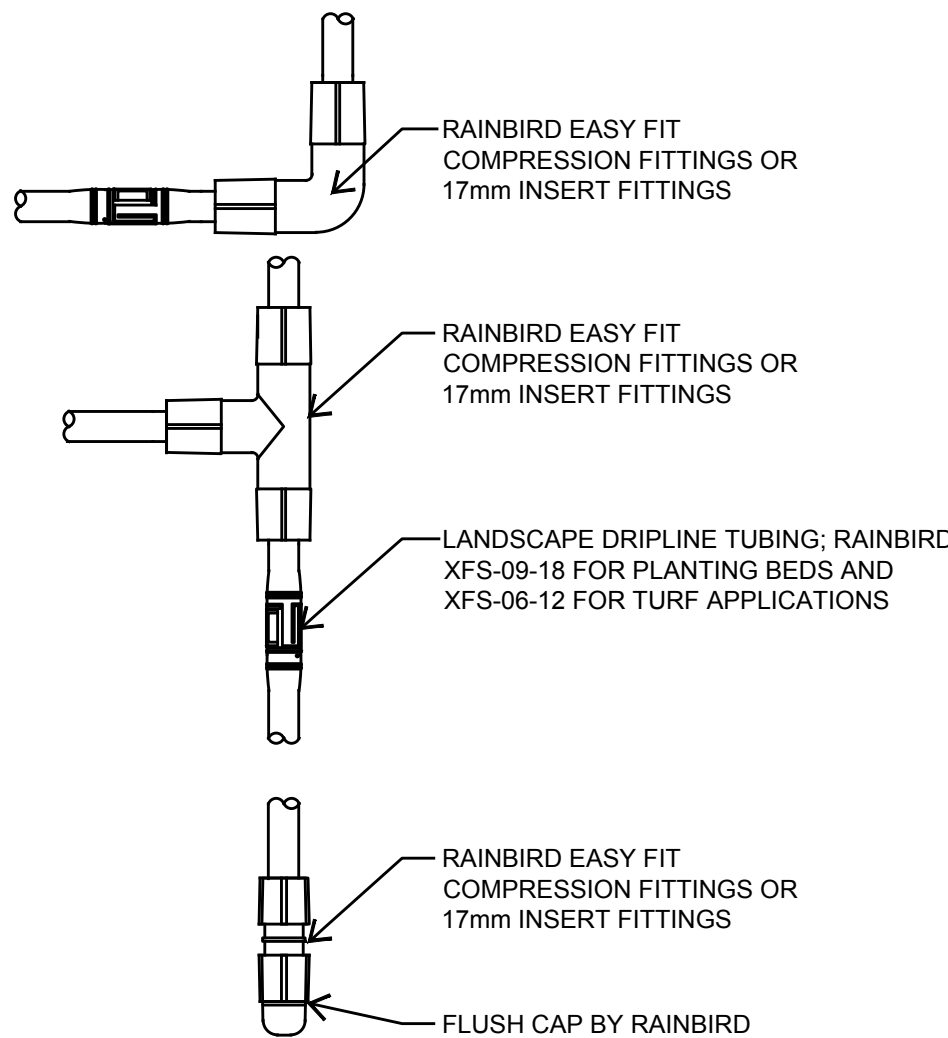 RAINBIRD EASY FIT
COMPRESSION FITTINGS OR
17mm INSERT FITTINGS
RAINBIRD EASY FIT
COMPRESSION FITTINGS OR
17mm INSERT FITTINGS
LANDSCAPE DRIPLINE TUBING; RAINBIRD
XFS-09-18 FOR PLANTING BEDS AND
XFS-06-12 FOR TURF APPLICATIONS
RAINBIRD EASY FIT
COMPRESSION FITTINGS OR
17mm INSERT FITTINGS
FLUSH CAP BY RAINBIRD